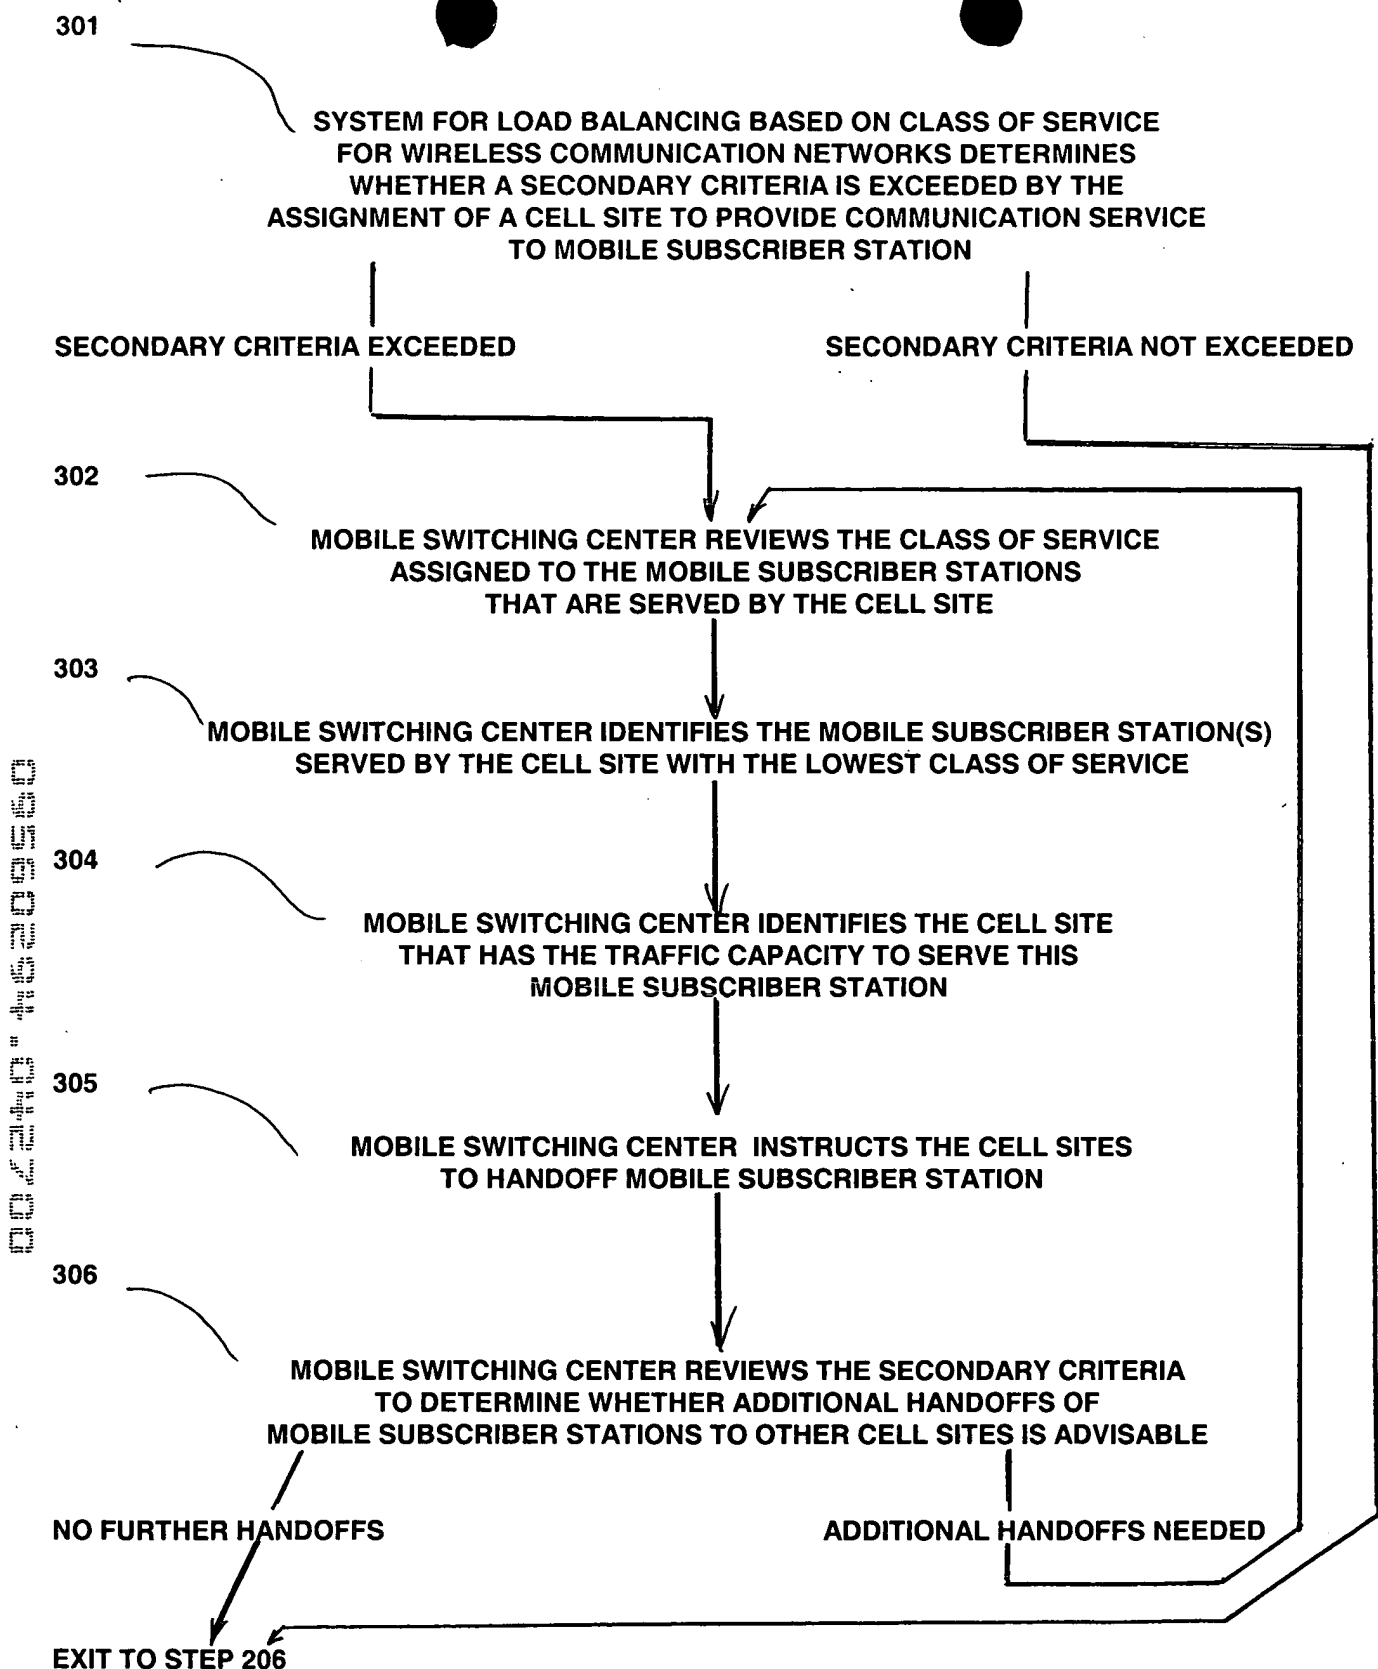 301
SYSTEM FOR LOAD BALANCING BASED ON CLASS OF SERVICE
FOR WIRELESS COMMUNICATION NETWORKS DETERMINES
WHETHER A SECONDARY CRITERIA IS EXCEEDED BY THE
ASSIGNMENT OF A CELL SITE TO PROVIDE COMMUNICATION SERVICE
TO MOBILE SUBSCRIBER STATION
SECONDARY CRITERIA EXCEEDED
SECONDARY CRITERIA NOT EXCEEDED
302
MOBILE SWITCHING CENTER REVIEWS THE CLASS OF SERVICE
ASSIGNED TO THE MOBILE SUBSCRIBER STATIONS
THAT ARE SERVED BY THE CELL SITE
303
MOBILE SWITCHING CENTER IDENTIFIES THE MOBILE SUBSCRIBER STATION(S)
SERVED BY THE CELL SITE WITH THE LOWEST CLASS OF SERVICE
304
MOBILE SWITCHING CENTER IDENTIFIES THE CELL SITE
THAT HAS THE TRAFFIC CAPACITY TO SERVE THIS
MOBILE SUBSCRIBER STATION
305
MOBILE SWITCHING CENTER INSTRUCTS THE CELL SITES
TO HANDOFF MOBILE SUBSCRIBER STATION
306
MOBILE SWITCHING CENTER REVIEWS THE SECONDARY CRITERIA
TO DETERMINE WHETHER ADDITIONAL HANDOFFS OF
MOBILE SUBSCRIBER STATIONS TO OTHER CELL SITES IS ADVISABLE
NO FURTHER HANDOFFS
ADDITIONAL HANDOFFS NEEDED
EXIT TO STEP 206
09560294.042700